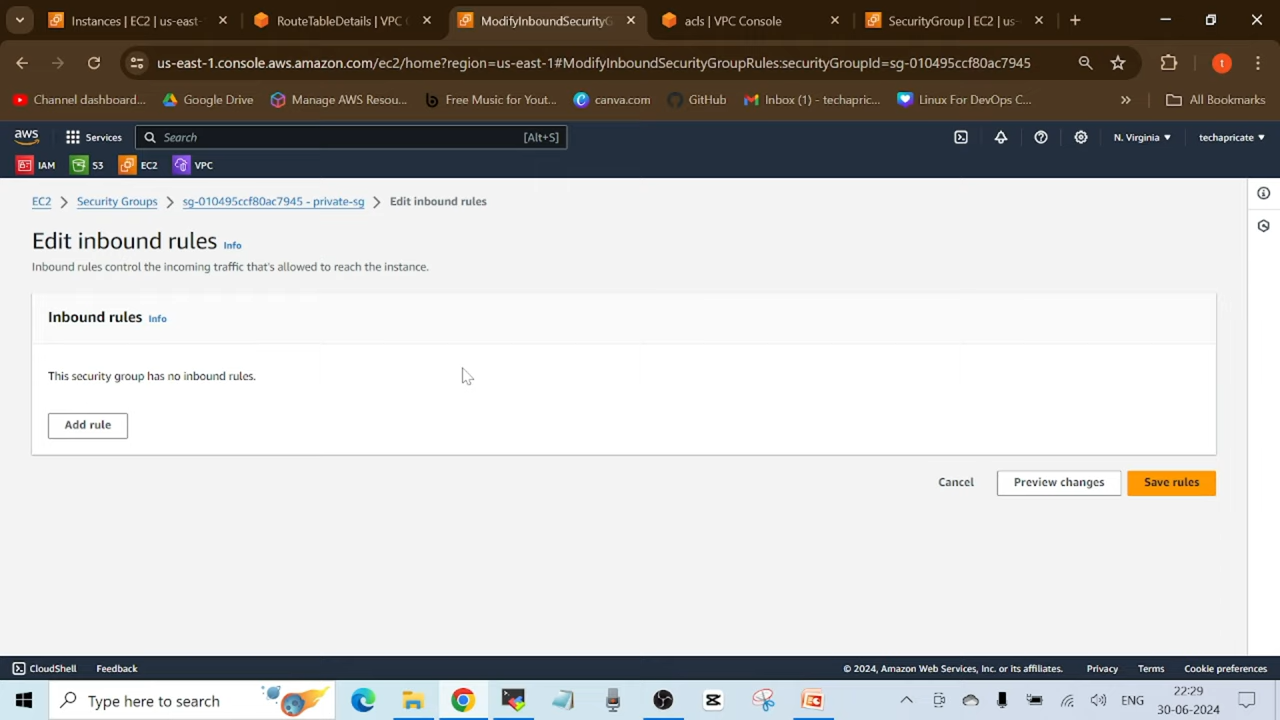 Instances | EC2 | us-east-
RouteTableDetails | VPC
ModifyInboundSecurityG
acls | VPC Console
SecurityGroup | EC2 | us-
us-east-1.console.aws.amazon.com/ec2/home?region=us-east-1#ModifyInboundSecurityGroupRules:securityGroupId=sg-010495ccf80ac7945
t
Channel dashboard...
Google Drive
Manage AWS Resou...
Free Music for Yout...
canva.com
GitHub
Inbox (1) - techapric...
Linux For DevOps C...
All Bookmarks
aws
Services
Search
[Alt+S]
N. Virginia
techapricate
IAM
S3
EC2
VPC
EC2
Security Groups
sg-010495ccf80ac7945 - private-sg
Edit inbound rules
Edit inbound rules Info
Inbound rules control the incoming traffic that's allowed to reach the instance.
Inbound rules Info
This security group has no inbound rules.
Add rule
Cancel
Preview changes
Save rules
CloudShell
Feedback
© 2024, Amazon Web Services, Inc. or its affiliates.
Privacy
Terms
Cookie preferences
Type here to search
ENG
22:29
30-06-2024